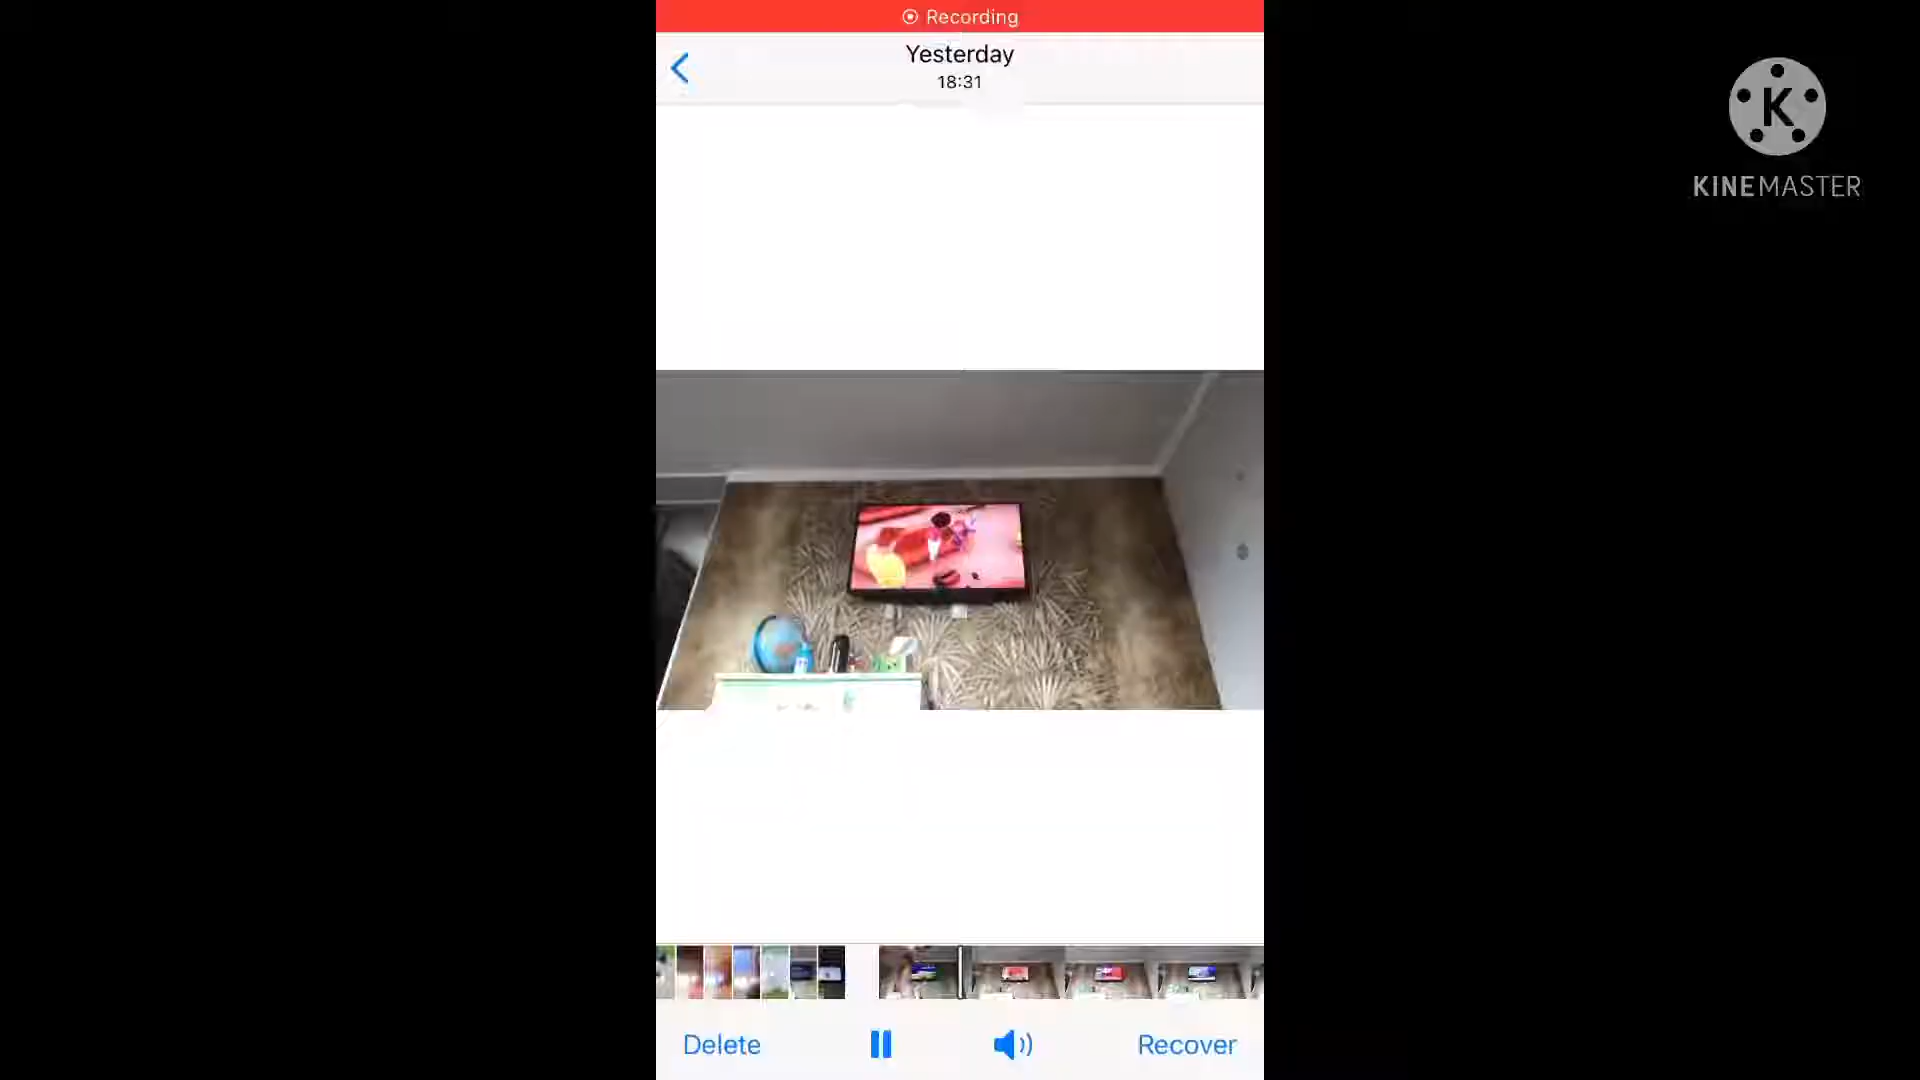 Recording
Yesterday
18:31
K
KINEMASTER
Delete
Recover